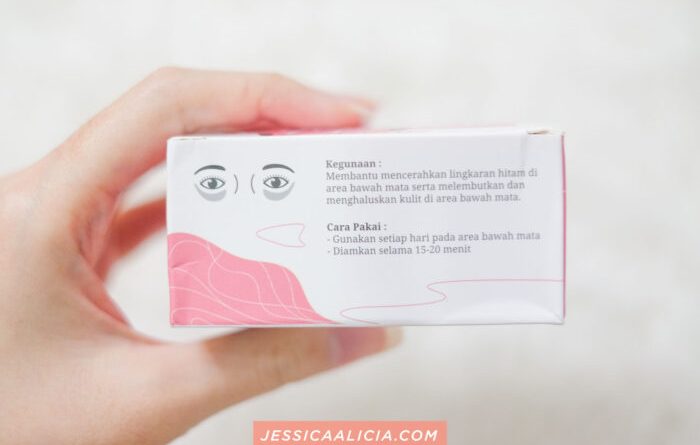 Kegunaan :
Membantu mencerahkan lingkaran hitam di
area bawah mata serta melembutkan dan
menghaluskan kulit di area bawah mata.
Cara Pakai :
- Gunakan setiap hari pada area bawah mata
- Diamkan selama 15-20 menit
JESSICAALICIA.COM